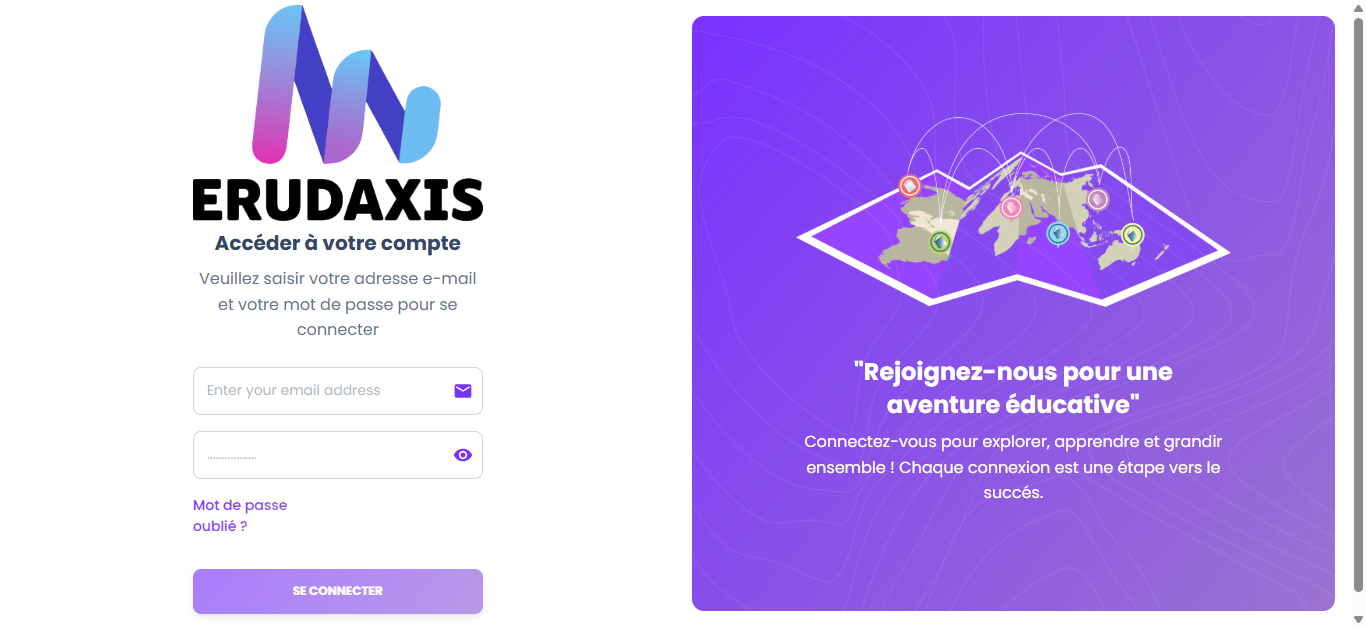 ERUDAXIS
Accéder à votre compte
Veuillez saisir votre adresse e-mail
et votre mot de passe pour se
connecter
Enter your email address
.................
Mot de passe
oublié ?
SE CONNECTER
"Rejoignez-nous pour une
aventure éducative"
Connectez-vous pour explorer, apprendre et grandir
ensemble ! Chaque connexion est une étape vers le
succés.